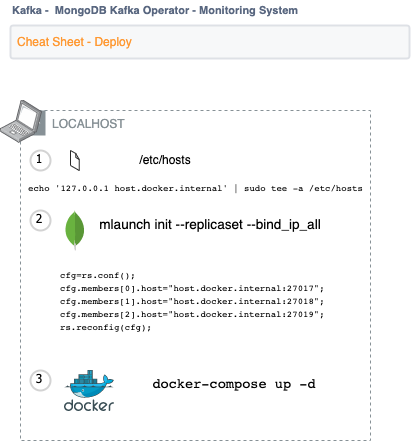 Kafka - MongoDB Kafka Operator - Monitoring System
Cheat Sheet - Deploy
LOCALHOST
1
/etc/hosts
echo '127.0.0.1 host.docker.internal' | sudo tee -a /etc/hosts
2
mlaunch init --replicaset --bind_ip_all
cfg=rs.conf();
cfg.members[0].host="host.docker.internal:27017";
cfg.members[1].host="host.docker.internal:27018";
cfg.members[2].host="host.docker.internal:27019";
rs.reconfig(cfg);
3
docker-compose up -d
docker